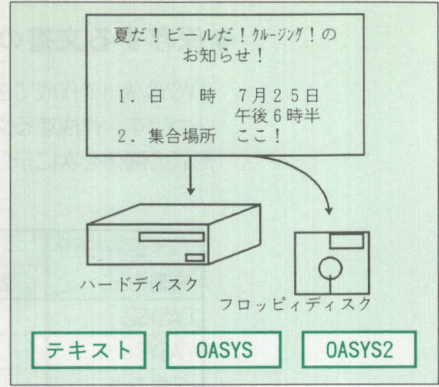 夏だ！ビールだ！ｸﾙｰｼﾞﾝｸﾞ！の
お知らせ！
１．日　　時　７月２５日
午後６時半
２．集合場所　ここ！
ハードディスク
フロッピィディスク
テキスト　OASYS　OASYS2